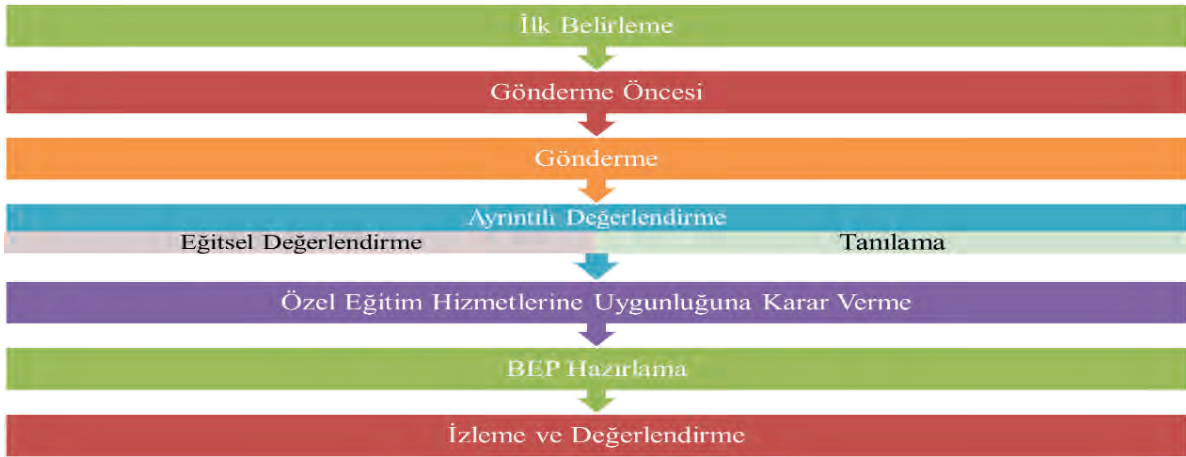 İlk Belirleme
Gönderme Öncesi
Gönderme
Ayrıntılı Değerlendirme
Eğitsel Değerlendirme
Tanılama
Özel Eğitim Hizmetlerine Uygunluğuna Karar Verme
BEP Hazırlama
İzleme ve Değerlendirme